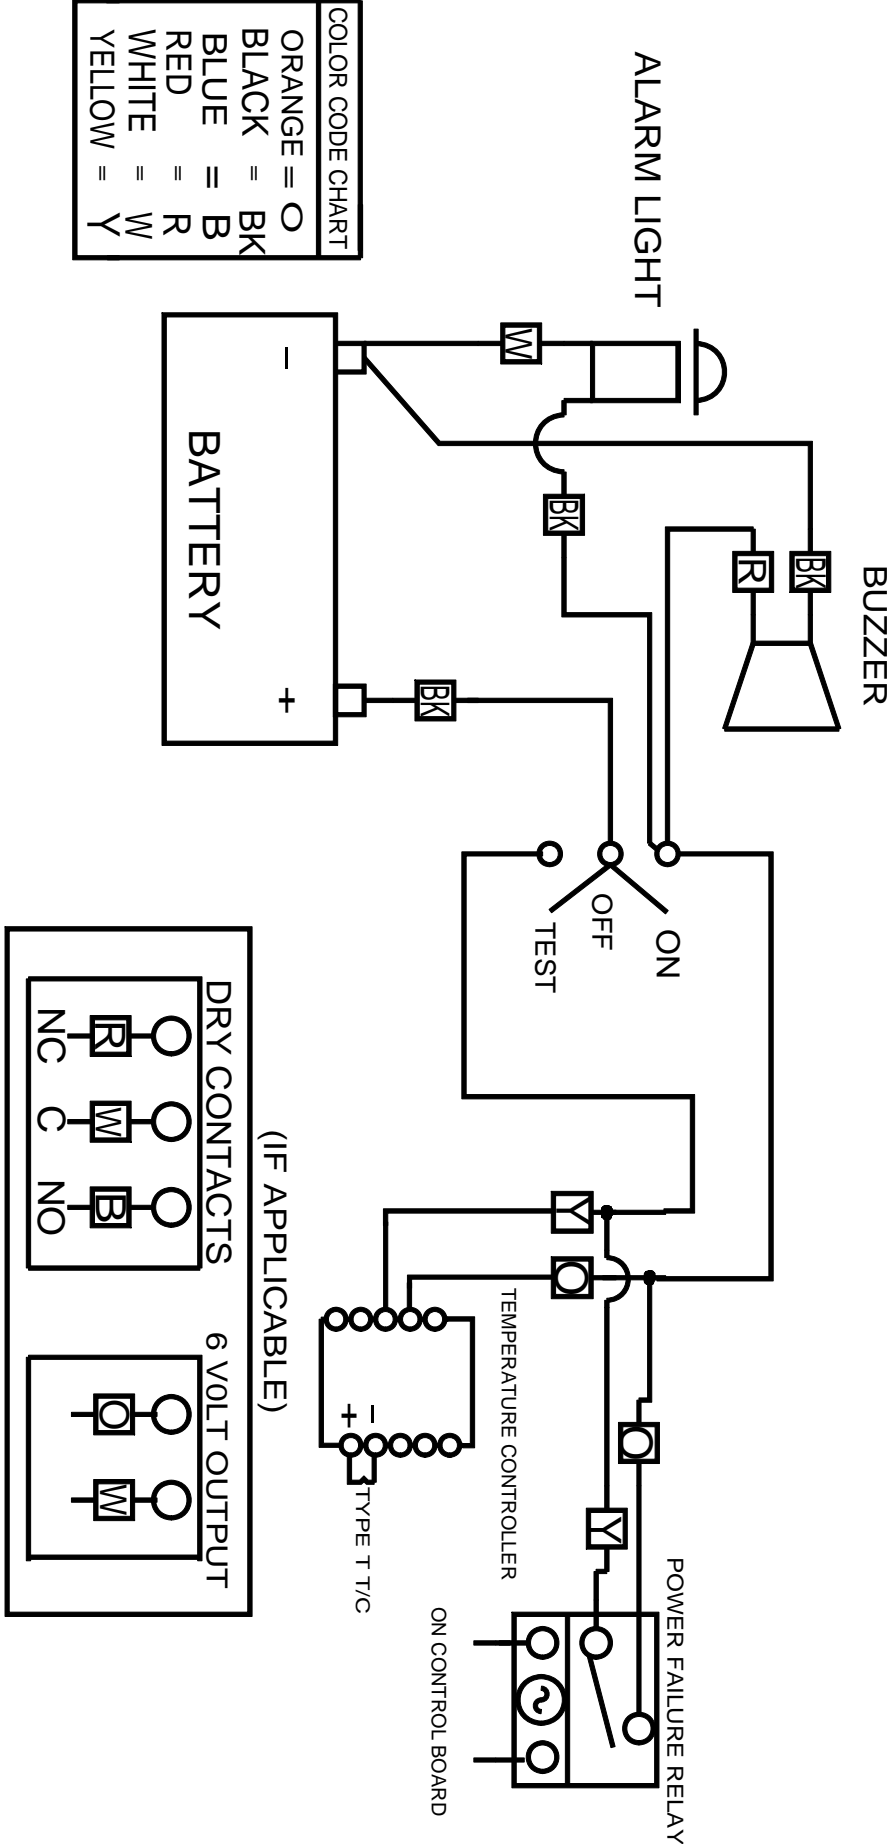 BUZZER
BK
R
ALARM LIGHT
W
BK
BATTERY
–
+
BK
COLOR CODE CHART
ORANGE = O
BLACK = BK
BLUE = B
RED = R
WHITE = W
YELLOW = Y
ON
OFF
TEST
POWER FAILURE RELAY
O
Y
~
ON CONTROL BOARD
Y
O
TEMPERATURE CONTROLLER
–
+
TYPE T T/C
(IF APPLICABLE)
DRY CONTACTS
R
W
B
NC
C
NO
6 V0LT OUTPUT
O
W